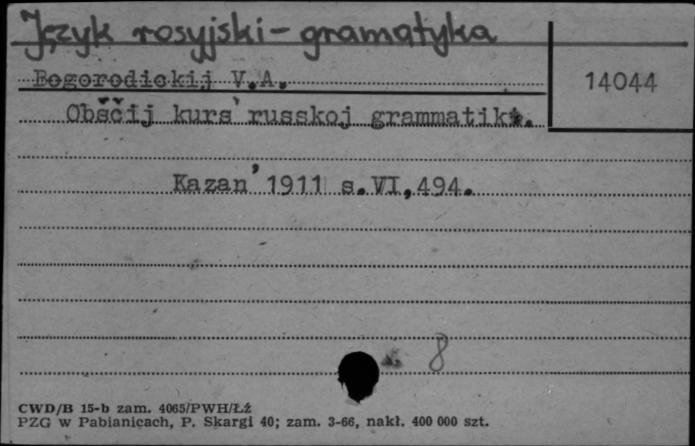 Język rosyjski - gramatyka
Bogorodickij V.A.
14044
Obščij kurs russkoj grammatiki.
Kazan' 1911 s.VI,494.
8
CWD/B 15-b zam. 4065/PWH/Łź
PZG w Pabianicach, P. Skargi 40; zam. 3-66, nakł. 400 000 szt.